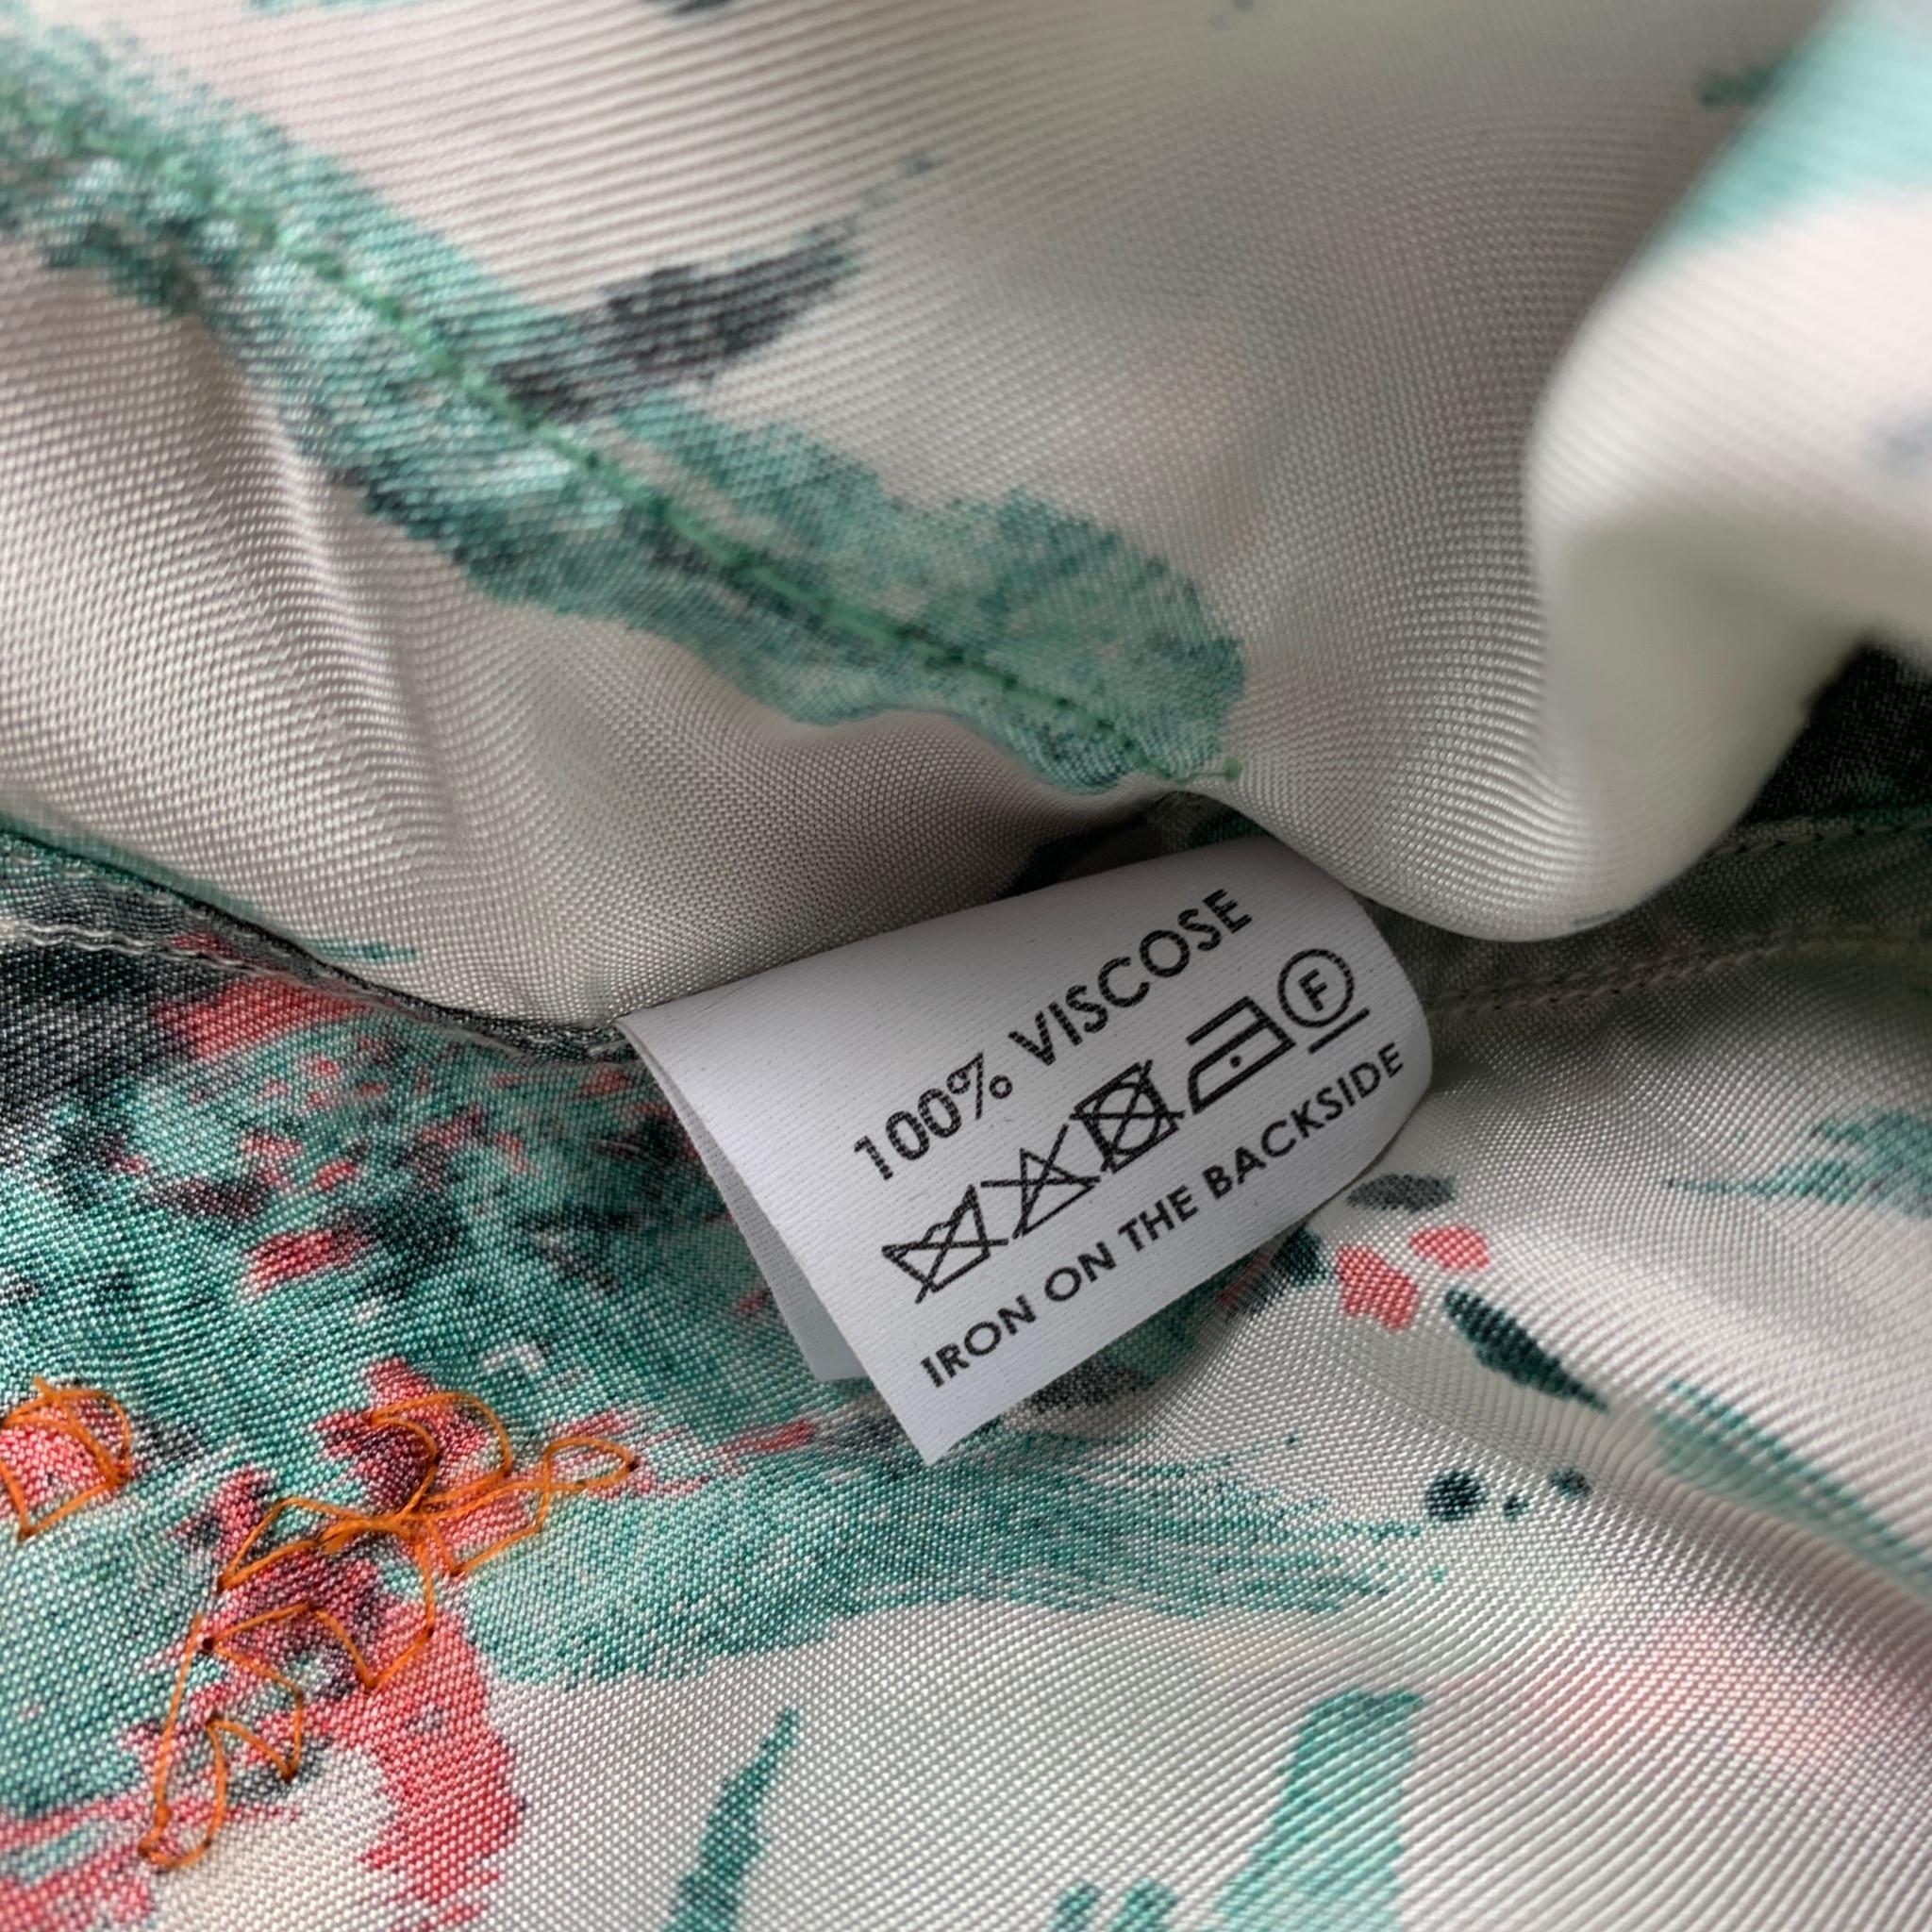 100% VISCOSE
F
IRON ON THE BACKSIDE